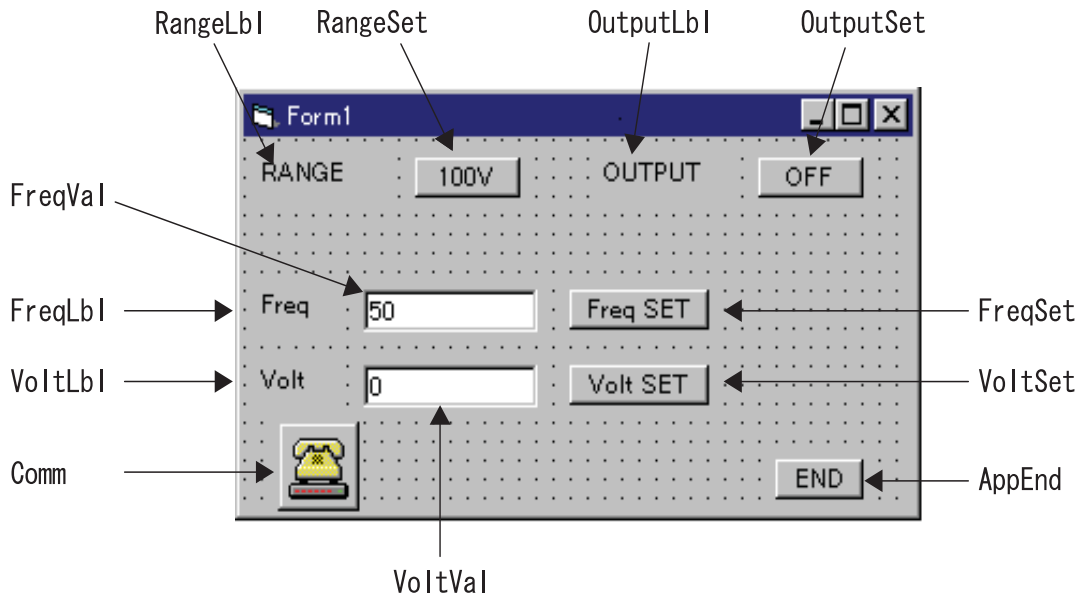 RangeLbl RangeSet OutputLbl OutputSet
Form1
RANGE 100V OUTPUT OFF
FreqVal
FreqLbl Freq 50 Freq SET FreqSet
VoltLbl Volt 0 Volt SET VoltSet
Comm END AppEnd
VoltVal